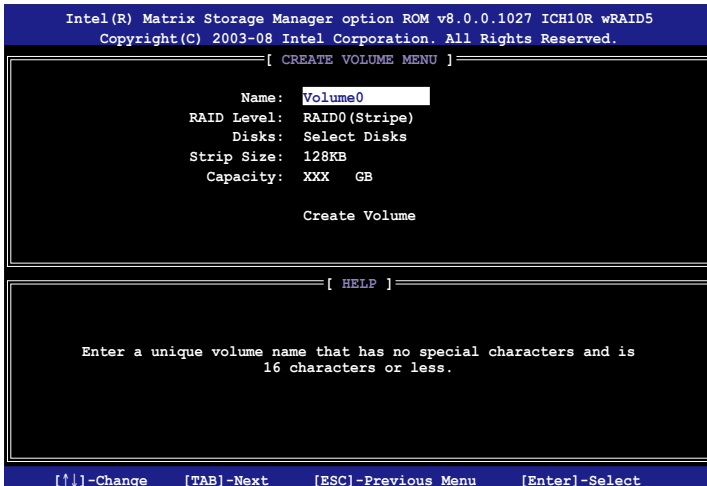 Intel(R) Matrix Storage Manager option ROM v8.0.0.1027 ICH10R wRAID5
Copyright(C) 2003-08 Intel Corporation. All Rights Reserved.
[ CREATE VOLUME MENU ]
Name: Volume0
RAID Level: RAID0(Stripe)
Disks: Select Disks
Strip Size: 128KB
Capacity: XXX GB
Create Volume
[ HELP ]
Enter a unique volume name that has no special characters and is
16 characters or less.
[↑↓]-Change [TAB]-Next [ESC]-Previous Menu [Enter]-Select